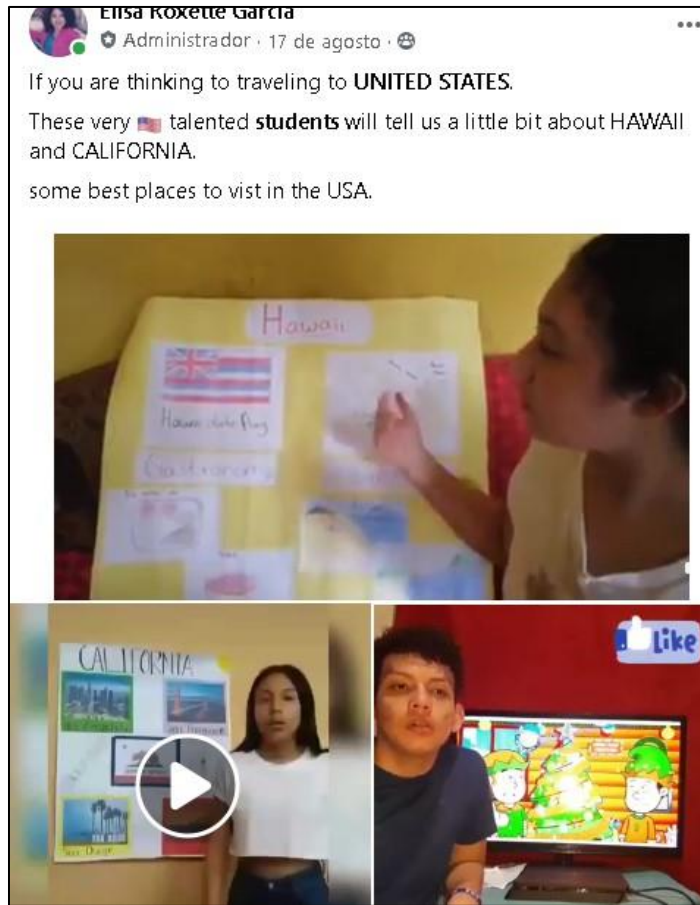 Elisa Roxette García
Administrador · 17 de agosto ·
If you are thinking to traveling to UNITED STATES.
These very 🇺🇸 talented students will tell us a little bit about HAWAII
and CALIFORNIA.
some best places to vist in the USA.
Hawaii
Hawaii state flag
Gastronomy
CALIFORNIA
San Diego
Like